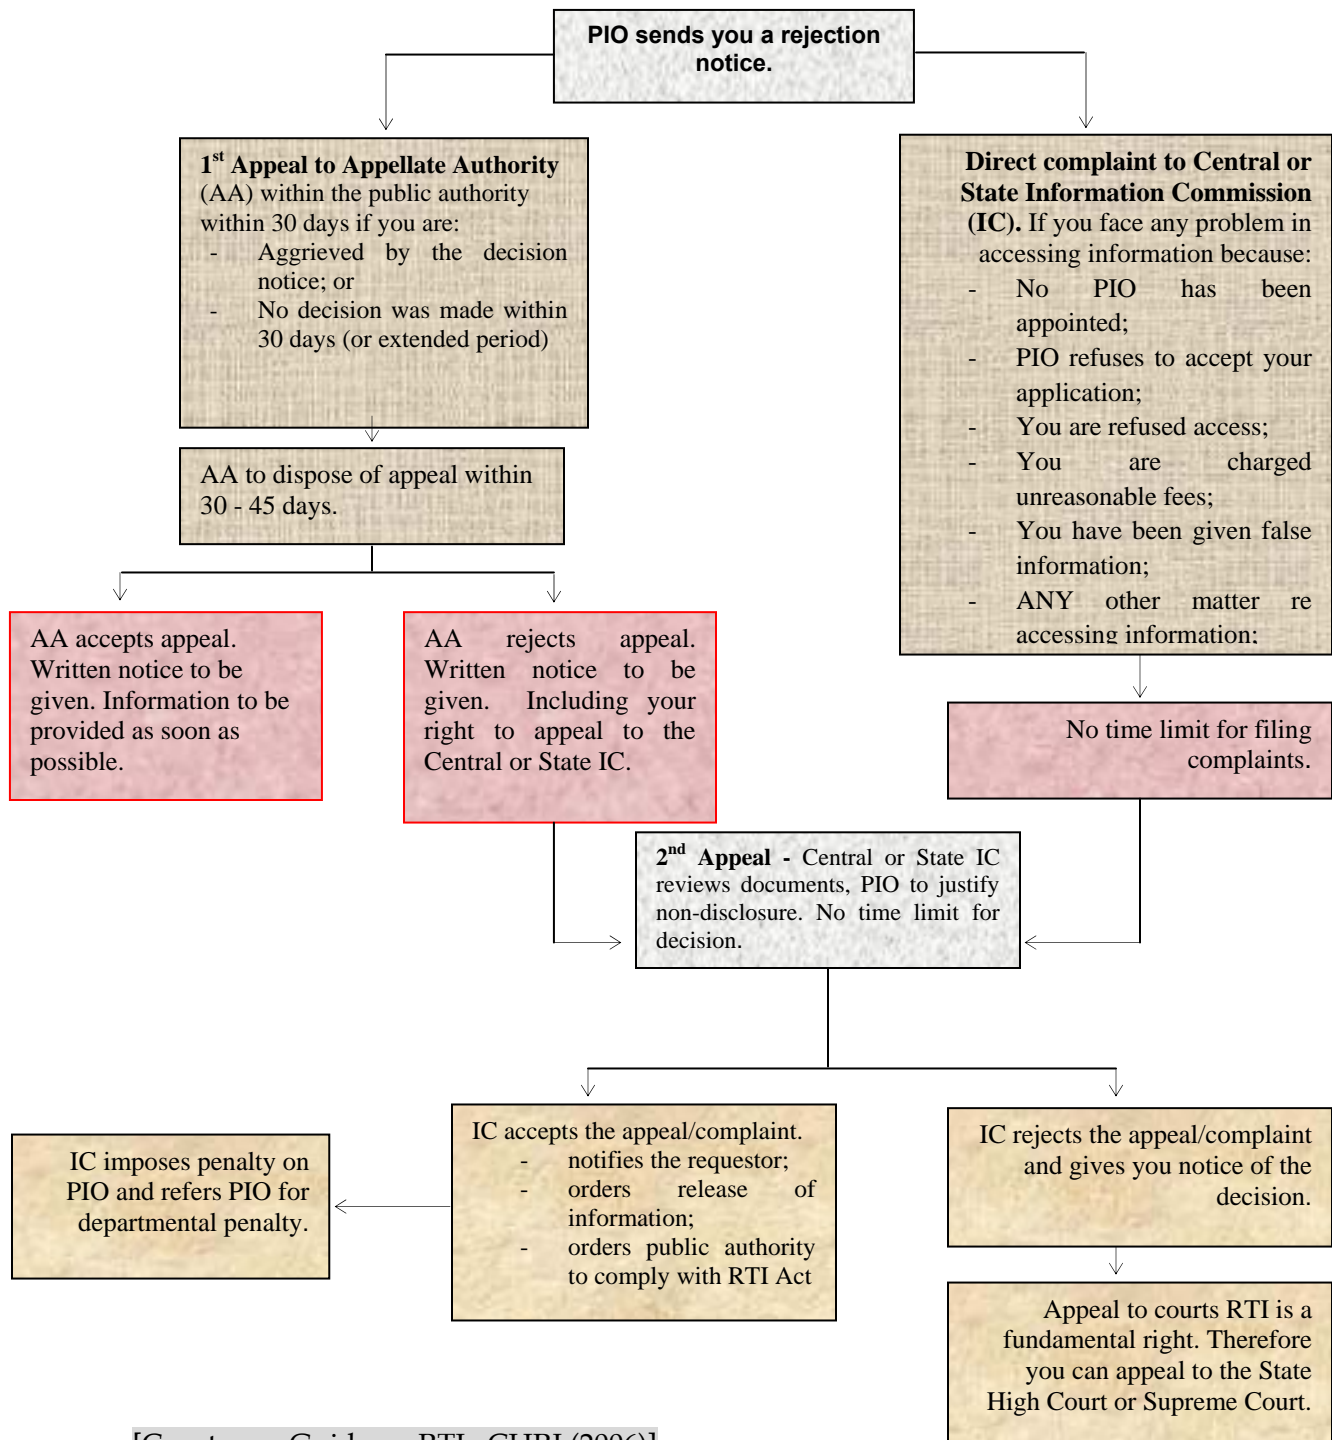 PIO sends you a rejection
notice.
1st Appeal to Appellate Authority
(AA) within the public authority
within 30 days if you are:
- Aggrieved by the decision
notice; or
- No decision was made within
30 days (or extended period)
Direct complaint to Central or
State Information Commission
(IC). If you face any problem in
accessing information because:
- No PIO has been
appointed;
- PIO refuses to accept your
application;
- You are refused access;
- You are charged
unreasonable fees;
- You have been given false
information;
- ANY other matter re
accessing information;
AA to dispose of appeal within
30 - 45 days.
AA accepts appeal.
Written notice to be
given. Information to be
provided as soon as
possible.
AA rejects appeal.
Written notice to be
given. Including your
right to appeal to the
Central or State IC.
No time limit for filing
complaints.
2nd Appeal - Central or State IC
reviews documents, PIO to justify
non-disclosure. No time limit for
decision.
IC imposes penalty on
PIO and refers PIO for
departmental penalty.
IC accepts the appeal/complaint.
- notifies the requestor;
- orders release of
information;
- orders public authority
to comply with RTI Act
IC rejects the appeal/complaint
and gives you notice of the
decision.
Appeal to courts RTI is a
fundamental right. Therefore
you can appeal to the State
High Court or Supreme Court.
RTI CHRI (2006)]